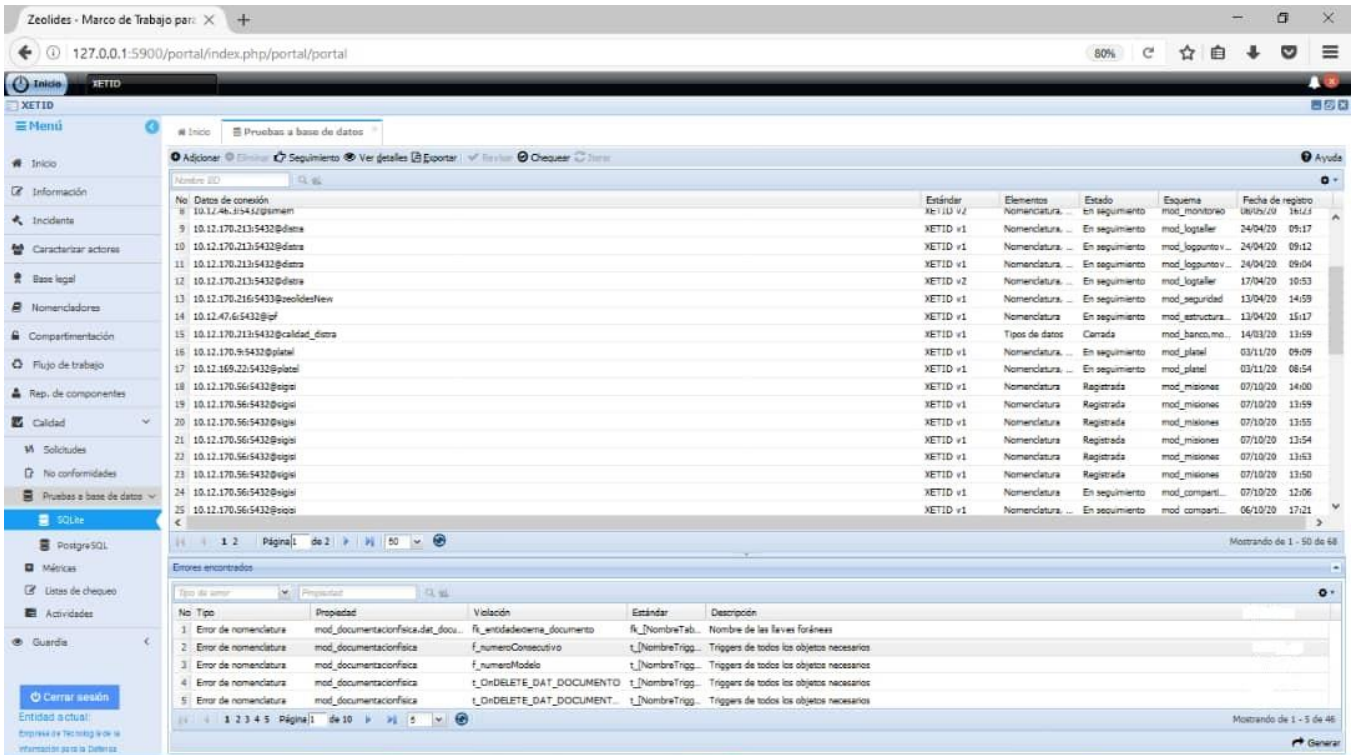 Zeolides - Marco de Trabajo para
127.0.0.1:5900/portal/index.php/portal/portal
80%
Inicio XETID
XETID
Menú
Inicio
Información
Incidente
Caracterizar actores
Base legal
Nomencladores
Compartimentación
Flujo de trabajo
Rep. de componentes
Calidad
Solicitudes
No conformidades
Pruebas a base de datos
SQLite
PostgreSQL
Métricas
Listas de chequeo
Actividades
Guardia
Cerrar sesión
Entidad actual:
Inicio Pruebas a base de datos
Adicionar Eliminar Seguimiento Ver detalles Exportar Revisar Chequear Ayuda
Nombre BD
No Datos de conexión Estándar Elementos Estado Esquema Fecha de registro
8 10.12.46.3:5432@simem XETID v2 Nomenclatura, ... En seguimiento mod_monitoreo 06/05/20 16:23
9 10.12.170.213:5432@distra XETID v1 Nomenclatura, ... En seguimiento mod_logtaller 24/04/20 09:17
10 10.12.170.213:5432@distra XETID v1 Nomenclatura, ... En seguimiento mod_logpuntov... 24/04/20 09:12
11 10.12.170.213:5432@distra XETID v1 Nomenclatura, ... En seguimiento mod_logpuntov... 24/04/20 09:04
12 10.12.170.213:5432@distra XETID v2 Nomenclatura, ... En seguimiento mod_logtaller 17/04/20 10:53
13 10.12.170.216:5433@zeolidesNew XETID v1 Nomenclatura, ... En seguimiento mod_seguridad 13/04/20 14:59
14 10.12.47.6:5432@ipf XETID v1 Nomenclatura En seguimiento mod_estructura... 13/04/20 15:17
15 10.12.170.213:5432@calidad_distra XETID v1 Tipos de datos Cerrada mod_banco,mo... 14/03/20 13:59
16 10.12.170.9:5432@platel XETID v1 Nomenclatura, ... En seguimiento mod_platel 03/11/20 09:09
17 10.12.169.22:5432@platel XETID v1 Nomenclatura, ... En seguimiento mod_platel 03/11/20 08:54
18 10.12.170.56:5432@sigisi XETID v1 Nomenclatura Registrada mod_misiones 07/10/20 14:00
19 10.12.170.56:5432@sigisi XETID v1 Nomenclatura Registrada mod_misiones 07/10/20 13:59
20 10.12.170.56:5432@sigisi XETID v1 Nomenclatura Registrada mod_misiones 07/10/20 13:55
21 10.12.170.56:5432@sigisi XETID v1 Nomenclatura Registrada mod_misiones 07/10/20 13:54
22 10.12.170.56:5432@sigisi XETID v1 Nomenclatura Registrada mod_misiones 07/10/20 13:53
23 10.12.170.56:5432@sigisi XETID v1 Nomenclatura Registrada mod_misiones 07/10/20 13:50
24 10.12.170.56:5432@sigisi XETID v1 Nomenclatura En seguimiento mod_comparti... 07/10/20 12:06
25 10.12.170.56:5432@sigisi XETID v1 Nomenclatura, ... En seguimiento mod_comparti... 06/10/20 17:21
1 2 Página 1 de 2 50 Mostrando de 1 - 50 de 68
Errores encontrados
Tipo de error Propiedad
No Tipo Propiedad Violación Estándar Descripción
1 Error de nomenclatura mod_documentacionfisica.dat_docu... fk_entidadexterna_documento fk_[NombreTab... Nombre de las llaves foráneas
2 Error de nomenclatura mod_documentacionfisica f_numeroConsecutivo t_[NombreTrigg... Triggers de todos los objetos necesarios
3 Error de nomenclatura mod_documentacionfisica f_numeroModelo t_[NombreTrigg... Triggers de todos los objetos necesarios
4 Error de nomenclatura mod_documentacionfisica t_OnDELETE_DAT_DOCUMENTO t_[NombreTrigg... Triggers de todos los objetos necesarios
5 Error de nomenclatura mod_documentacionfisica t_OnDELETE_DAT_DOCUMENT... t_[NombreTrigg... Triggers de todos los objetos necesarios
1 2 3 4 5 Página 1 de 10 5 Mostrando de 1 - 5 de 46
Generar